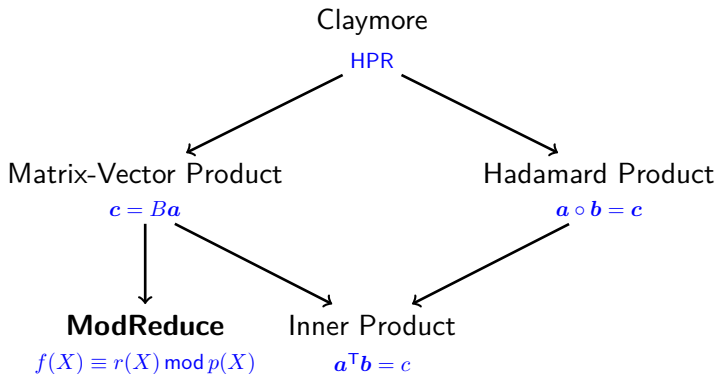 Claymore
HPR
Matrix-Vector Product Hadamard Product
c = Ba a ∘ b = c
ModReduce Inner Product
f(X) ≡ r(X) mod p(X) aᵀb = c